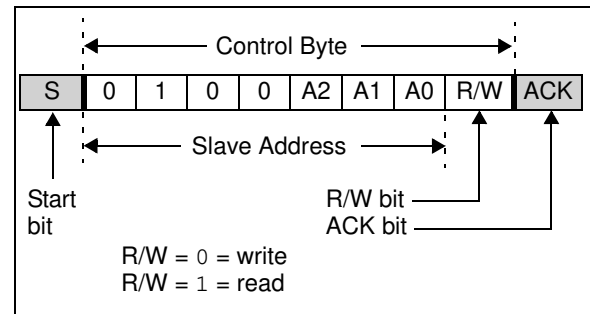 Control Byte
S 0 1 0 0 A2 A1 A0 R/W ACK
Slave Address
Start
bit
R/W bit
ACK bit
R/W = 0 = write
R/W = 1 = read